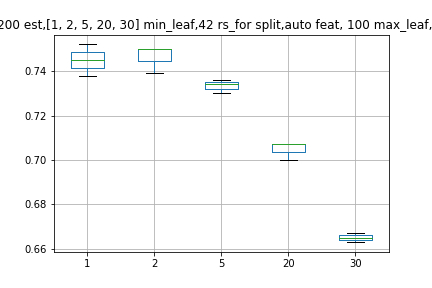 200 est,[1, 2, 5, 20, 30] min_leaf,42 rs_for split,auto feat, 100 max_leaf,
0.74
0.72
0.70
0.68
0.66
1 2 5 20 30